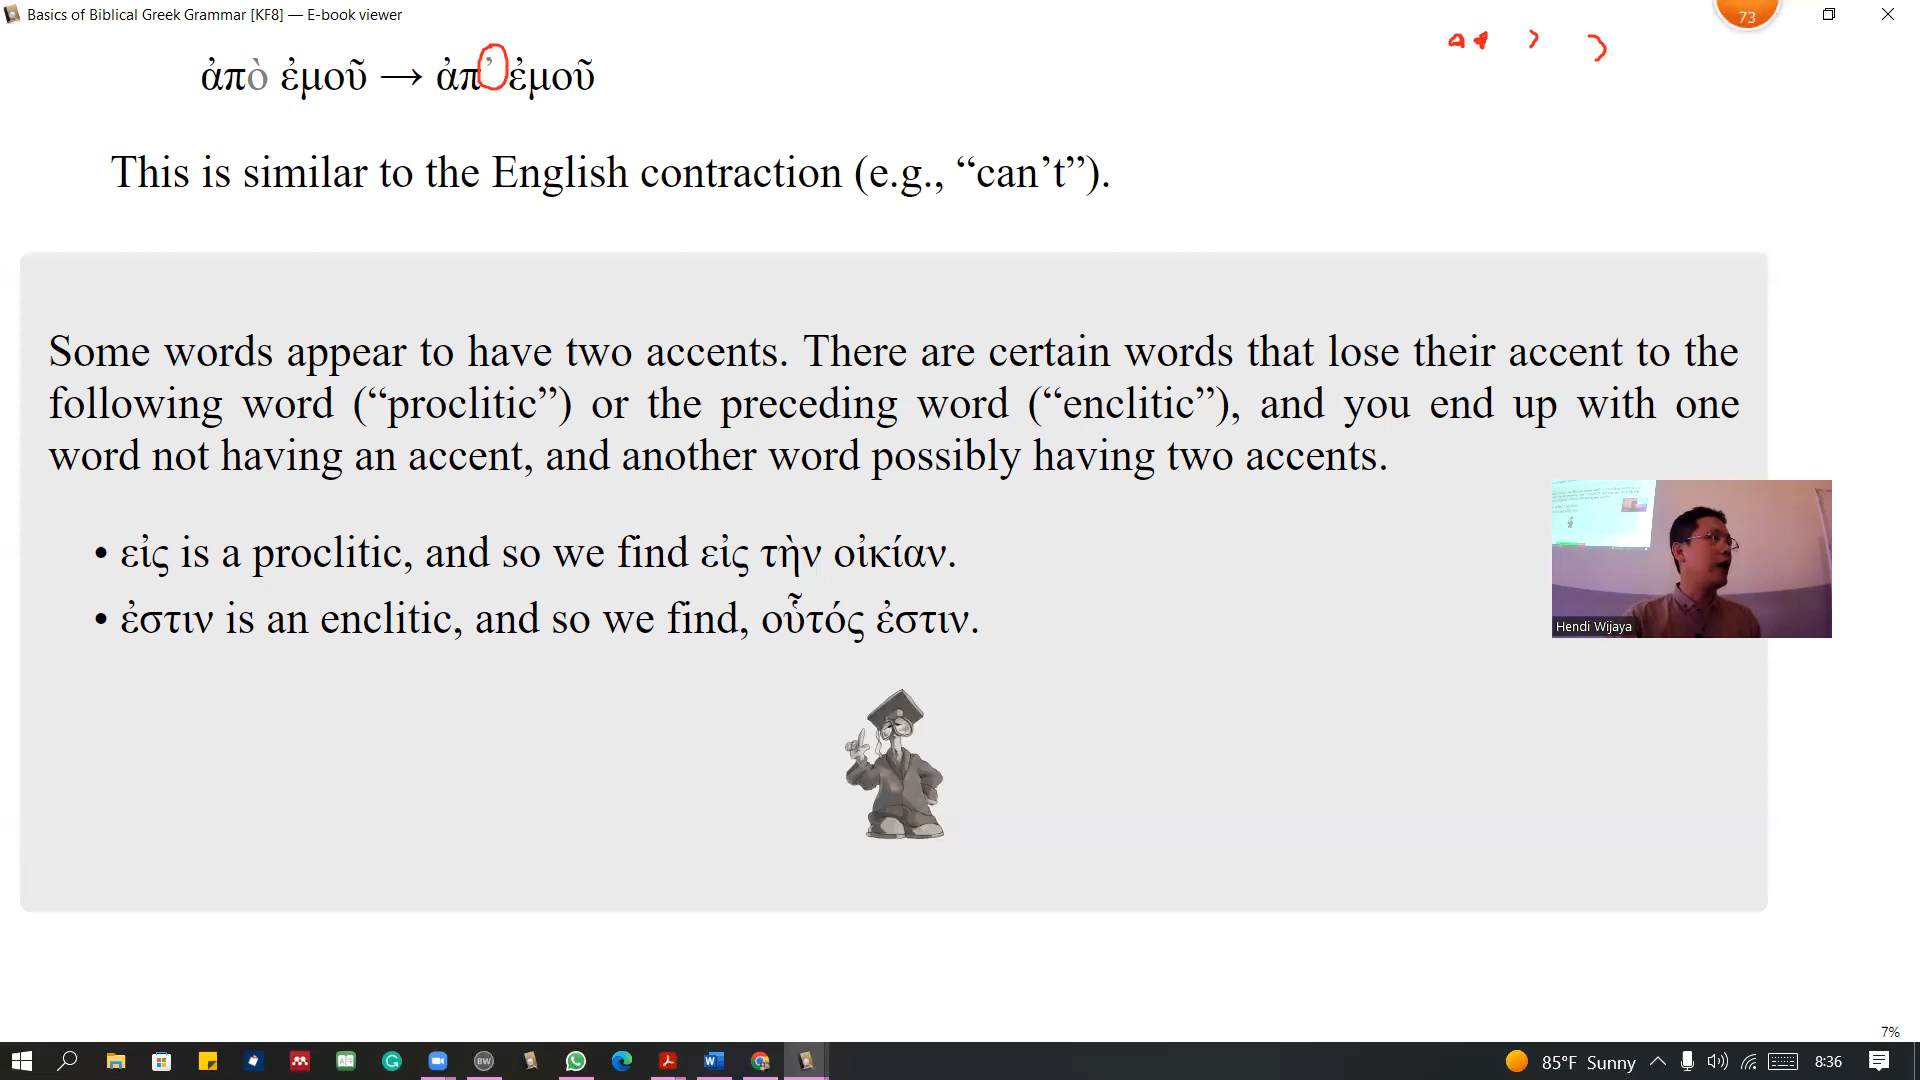 Basics of Biblical Greek Grammar [KF8] — E-book viewer
73
ἀπὸ ἐμοῦ → ἀπ’ ἐμοῦ
This is similar to the English contraction (e.g., “can’t”).
Some words appear to have two accents. There are certain words that lose their accent to the
following word (“proclitic”) or the preceding word (“enclitic”), and you end up with one
word not having an accent, and another word possibly having two accents.
• εἰς is a proclitic, and so we find εἰς τὴν οἰκίαν.
• ἐστιν is an enclitic, and so we find, οὗτός ἐστιν.
Hendi Wijaya
7%
BW
85°F Sunny
8:36